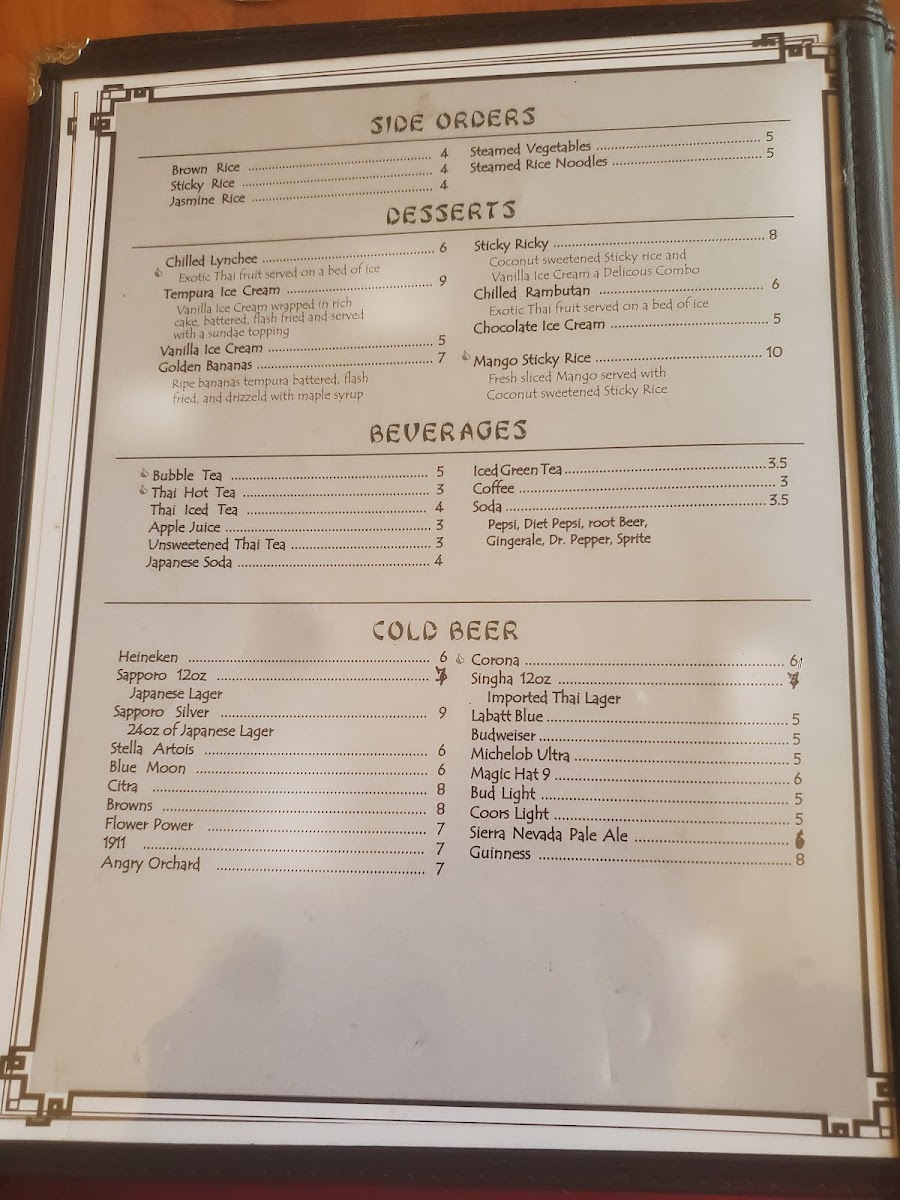 SIDE ORDERS
Brown Rice ........ 4
Sticky Rice ........ 4
Jasmine Rice ........ 4
Steamed Vegetables ........ 5
Steamed Rice Noodles ........ 5
DESSERTS
Chilled Lynchee ........ 6
Exotic Thai fruit served on a bed of ice
Tempura Ice Cream ........ 9
Vanilla Ice Cream wrapped in rich
cake, battered, flash fried and served
with a sundae topping
Vanilla Ice Cream ........ 5
Golden Bananas ........ 7
Ripe bananas tempura battered, flash
fried, and drizzeld with maple syrup
Sticky Ricky ........ 8
Coconut sweetened Sticky rice and
Vanilla Ice Cream a Delicous Combo
Chilled Rambutan ........ 6
Exotic Thai fruit served on a bed of ice
Chocolate Ice Cream ........ 5
Mango Sticky Rice ........ 10
Fresh sliced Mango served with
Coconut sweetened Sticky Rice
BEVERAGES
Bubble Tea ........ 5
Thai Hot Tea ........ 3
Thai Iced Tea ........ 4
Apple Juice ........ 3
Unsweetened Thai Tea ........ 3
Japanese Soda ........ 4
Iced Green Tea ........ 3.5
Coffee ........ 3
Soda ........ 3.5
Pepsi, Diet Pepsi, root Beer,
Gingerale, Dr. Pepper, Sprite
COLD BEER
Heineken ........ 6
Sapporo 12oz ........
Japanese Lager
Sapporo Silver ........ 9
24oz of Japanese Lager
Stella Artois ........ 6
Blue Moon ........ 6
Citra ........ 8
Browns ........ 8
Flower Power ........ 7
1911 ........ 7
Angry Orchard ........ 7
Corona ........ 6
Singha 12oz ........
Imported Thai Lager
Labatt Blue ........ 5
Budweiser ........ 5
Michelob Ultra ........ 5
Magic Hat 9 ........ 6
Bud Light ........ 5
Coors Light ........ 5
Sierra Nevada Pale Ale ........ 6
Guinness ........ 8